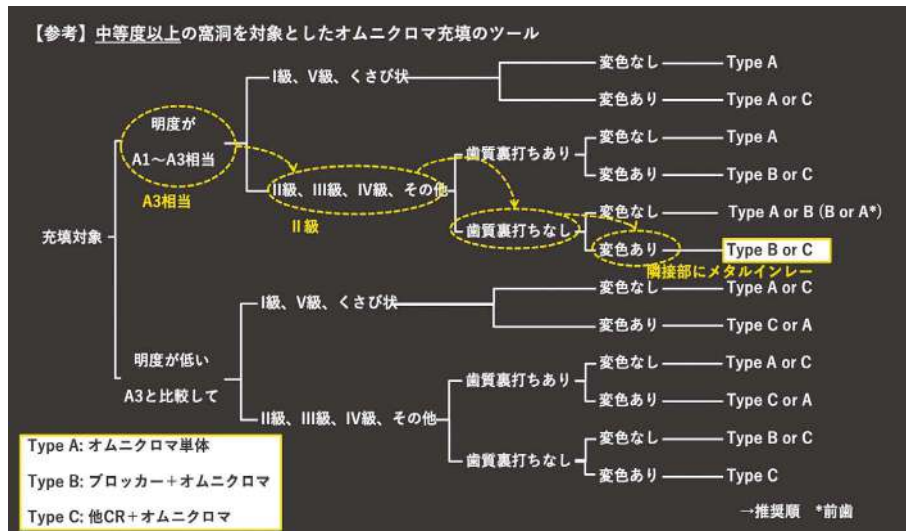 【参考】中等度以上の窩洞を対象としたオムニクロマ充填のツール
充填対象
明度が
A1〜A3相当
A3相当
I級、V級、くさび状
変色なし
Type A
変色あり
Type A or C
II級、III級、IV級、その他
II級
歯質裏打ちあり
変色なし
Type A
変色あり
Type B or C
歯質裏打ちなし
変色なし
Type A or B (B or A*)
変色あり
Type B or C
隣接部にメタルインレー
明度が低い
A3と比較して
I級、V級、くさび状
変色なし
Type A or C
変色あり
Type C or A
II級、III級、IV級、その他
歯質裏打ちあり
変色なし
Type A or C
変色あり
Type C or A
歯質裏打ちなし
変色なし
Type B or C
変色あり
Type C
Type A: オムニクロマ単体
Type B: ブロッカー＋オムニクロマ
Type C: 他CR＋オムニクロマ
→推奨順 *前歯